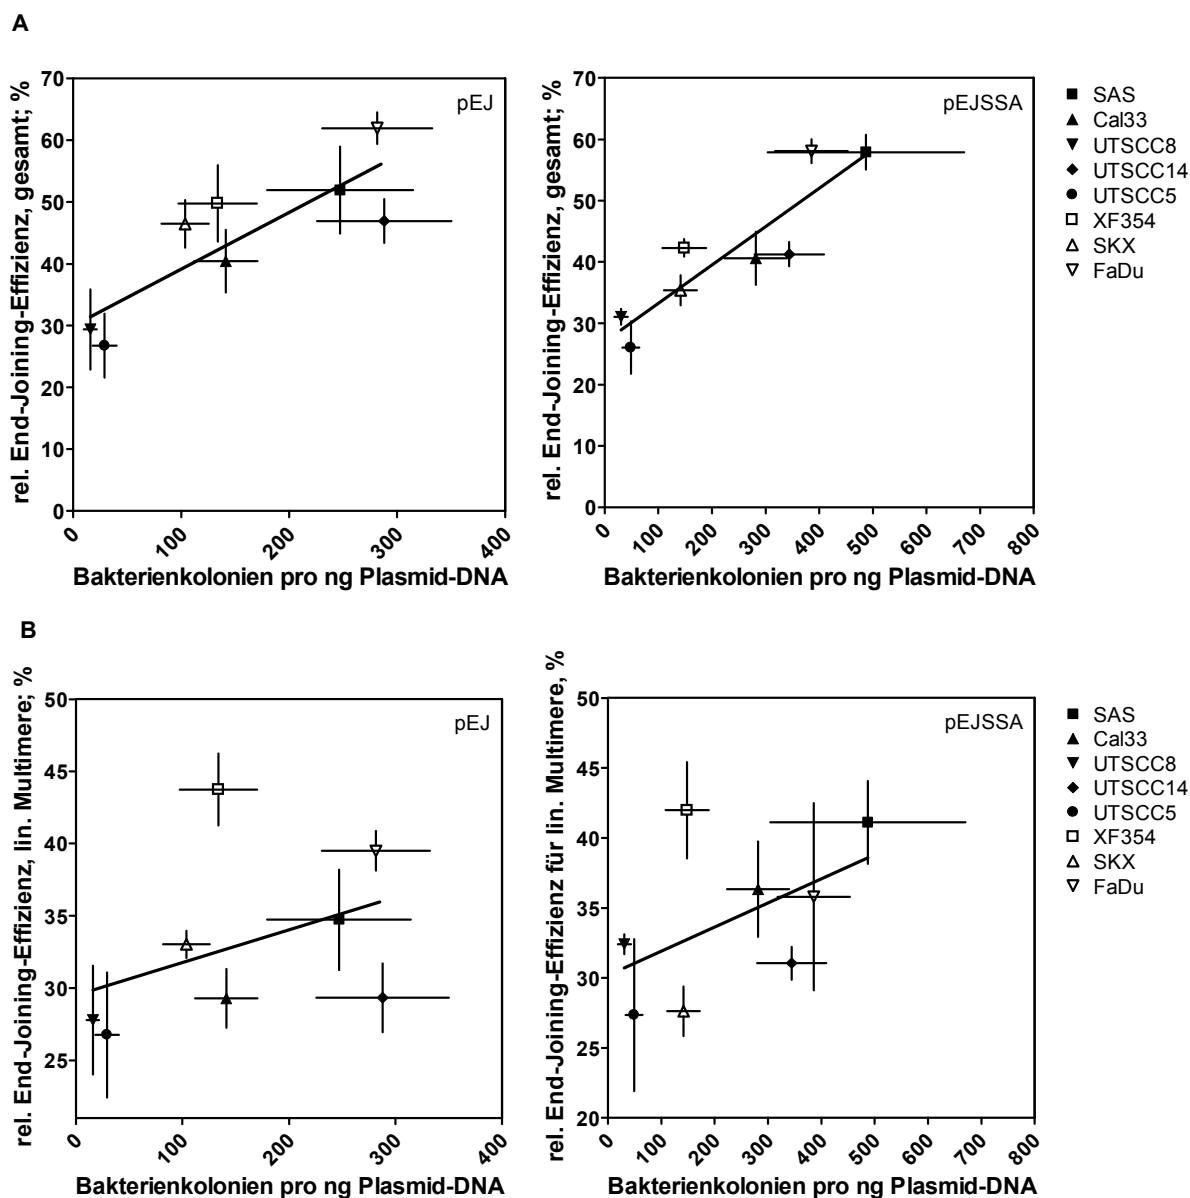 A
rel. End-Joining-Effizienz, gesamt; %
70
60
50
40
30
20
10
0
pEJ
0
100
200
300
400
Bakterienkolonien pro ng Plasmid-DNA
rel. End-Joining-Effizienz, gesamt; %
70
60
50
40
30
20
10
0
pEJSSA
0
100
200
300
400
500
600
700
800
Bakterienkolonien pro ng Plasmid-DNA
SAS
Cal33
UTSCC8
UTSCC14
UTSCC5
XF354
SKX
FaDu
B
rel. End-Joining-Effizienz, lin. Multimere; %
50
45
40
35
30
25
pEJ
0
100
200
300
400
Bakterienkolonien pro ng Plasmid-DNA
rel. End-Joining-Effizienz für lin. Multimere, %
50
45
40
35
30
25
20
pEJSSA
0
100
200
300
400
500
600
700
800
Bakterienkolonien pro ng Plasmid-DNA
SAS
Cal33
UTSCC8
UTSCC14
UTSCC5
XF354
SKX
FaDu